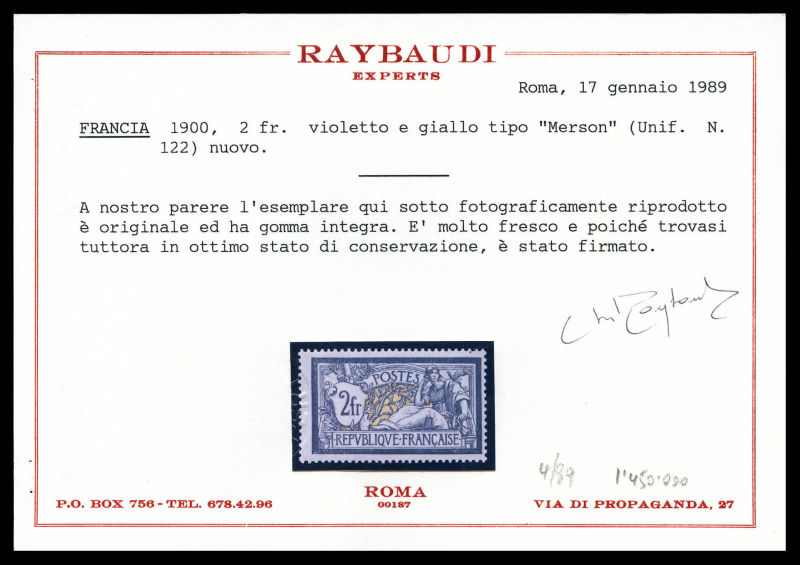 RAYBAUDI
EXPERTS
Roma, 17 gennaio 1989
FRANCIA 1900, 2 fr. violetto e giallo tipo "Merson" (Unif. N.
122) nuovo.
A nostro parere l'esemplare qui sotto fotograficamente riprodotto
è originale ed ha gomma integra. E' molto fresco e poiché trovasi
tuttora in ottimo stato di conservazione, è stato firmato.
POSTES
2fr
REPVBLIQUE·FRANÇAISE
4/89 1'450'000
ROMA
00187
P.O. BOX 756-TEL. 678.42.96
VIA DI PROPAGANDA, 27